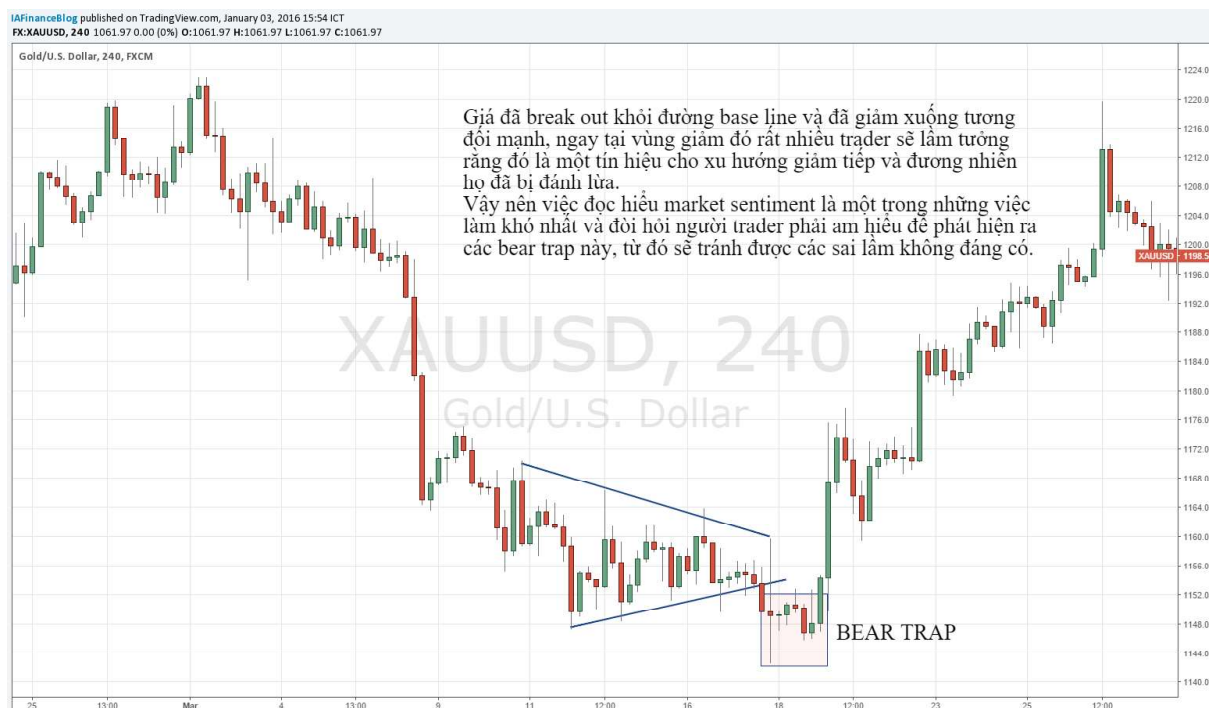 IAFinanceBlog published on TradingView.com, January 03, 2016 15:54 ICT
FX:XAUUSD, 240 1061.97 0.00 (0%) O:1061.97 H:1061.97 L:1061.97 C:1061.97
Gold/U.S. Dollar, 240, FXCM
Giá đã break out khỏi đường base line và đã giảm xuống tương
đối mạnh, ngay tại vùng giảm đó rất nhiều trader sẽ lầm tưởng
rằng đó là một tín hiệu cho xu hướng giảm tiếp và đương nhiên
họ đã bị đánh lừa.
Vậy nên việc đọc hiểu market sentiment là một trong những việc
làm khó nhất và đòi hỏi người trader phải am hiểu để phát hiện ra
các bear trap này, từ đó sẽ tránh được các sai lầm không đáng có.
XAUUSD, 240
Gold/U.S. Dollar
BEAR TRAP
1224.0
1220.0
1216.0
1212.0
1208.0
1204.0
1200.0
XAUUSD 1198.5
1196.0
1192.0
1188.0
1184.0
1180.0
1176.0
1172.0
1168.0
1164.0
1160.0
1156.0
1152.0
1148.0
1144.0
1140.0
25 13:00 Mar 4 13:00 9 11 12:00 16 18 12:00 23 25 12:00